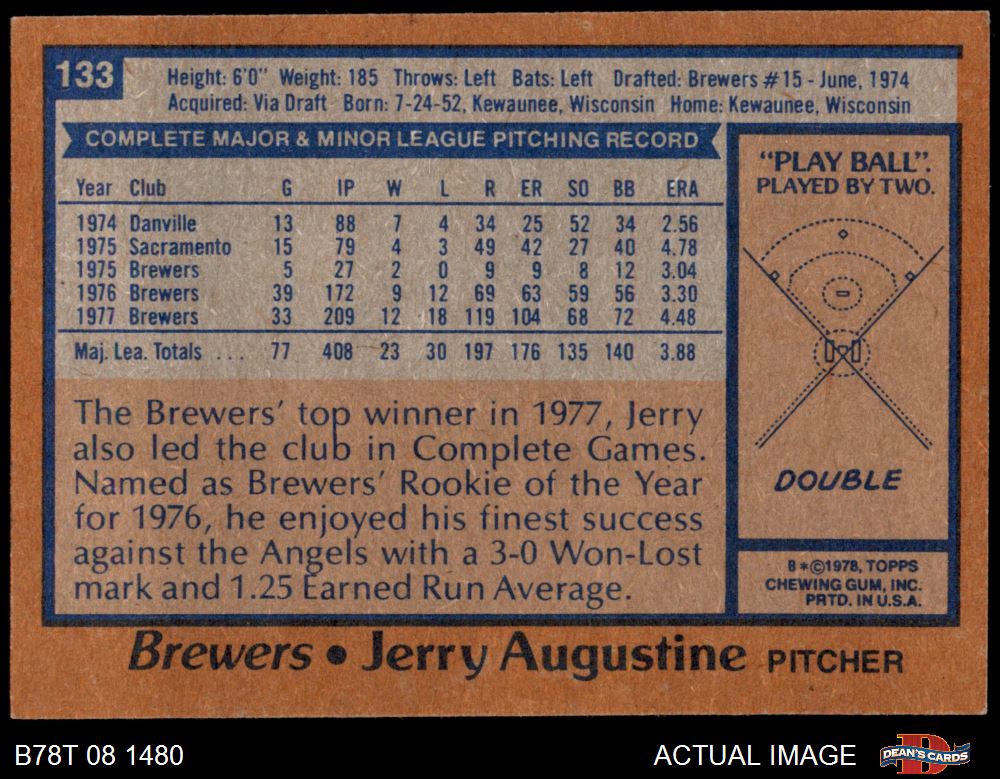 133
Height: 6'0" Weight: 185 Throws: Left Bats: Left Drafted: Brewers #15 - June, 1974
Acquired: Via Draft Born: 7-24-52, Kewaunee, Wisconsin Home: Kewaunee, Wisconsin
COMPLETE MAJOR & MINOR LEAGUE PITCHING RECORD
Year Club G IP W L R ER SO BB ERA
1974 Danville 13 88 7 4 34 25 52 34 2.56
1975 Sacramento 15 79 4 3 49 42 27 40 4.78
1975 Brewers 5 27 2 0 9 9 8 12 3.04
1976 Brewers 39 172 9 12 69 63 59 56 3.30
1977 Brewers 33 209 12 18 119 104 68 72 4.48
Maj. Lea. Totals ... 77 408 23 30 197 176 135 140 3.88
The Brewers' top winner in 1977, Jerry
also led the club in Complete Games.
Named as Brewers' Rookie of the Year
for 1976, he enjoyed his finest success
against the Angels with a 3-0 Won-Lost
mark and 1.25 Earned Run Average.
"PLAY BALL".
PLAYED BY TWO.
DOUBLE
8*©1978, TOPPS
CHEWING GUM, INC.
PRTD. IN U.S.A.
Brewers • Jerry Augustine PITCHER
B78T 08 1480
ACTUAL IMAGE
D
DEAN'S CARDS